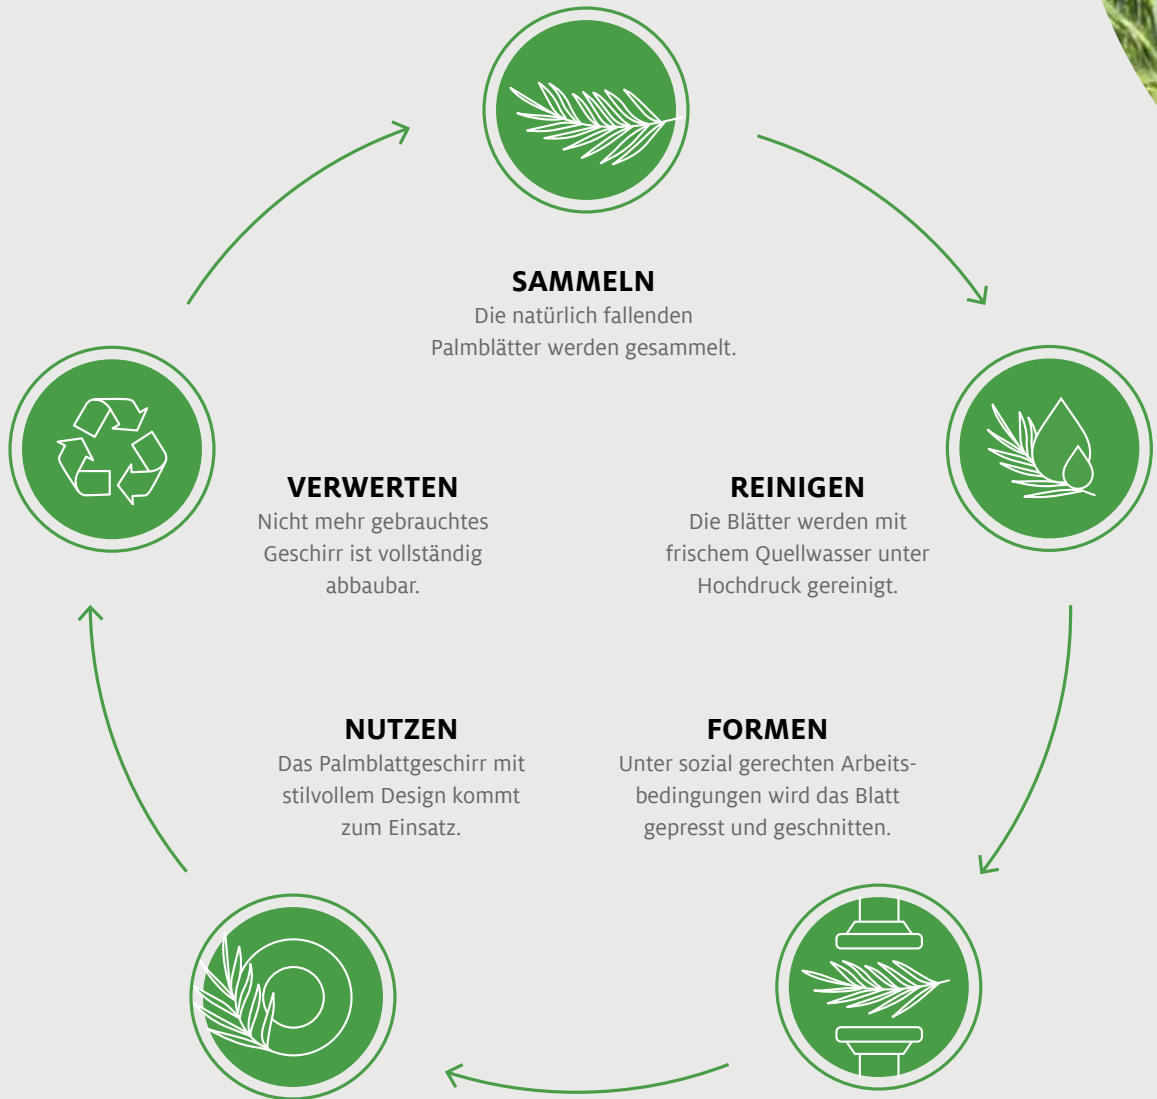 SAMMELN
Die natürlich fallenden
Palmblätter werden gesammelt.
VERWERTEN
Nicht mehr gebrauchtes
Geschirr ist vollständig
abbaubar.
REINIGEN
Die Blätter werden mit
frischem Quellwasser unter
Hochdruck gereinigt.
NUTZEN
Das Palmblattgeschirr mit
stilvollem Design kommt
zum Einsatz.
FORMEN
Unter sozial gerechten Arbeits-
bedingungen wird das Blatt
gepresst und geschnitten.